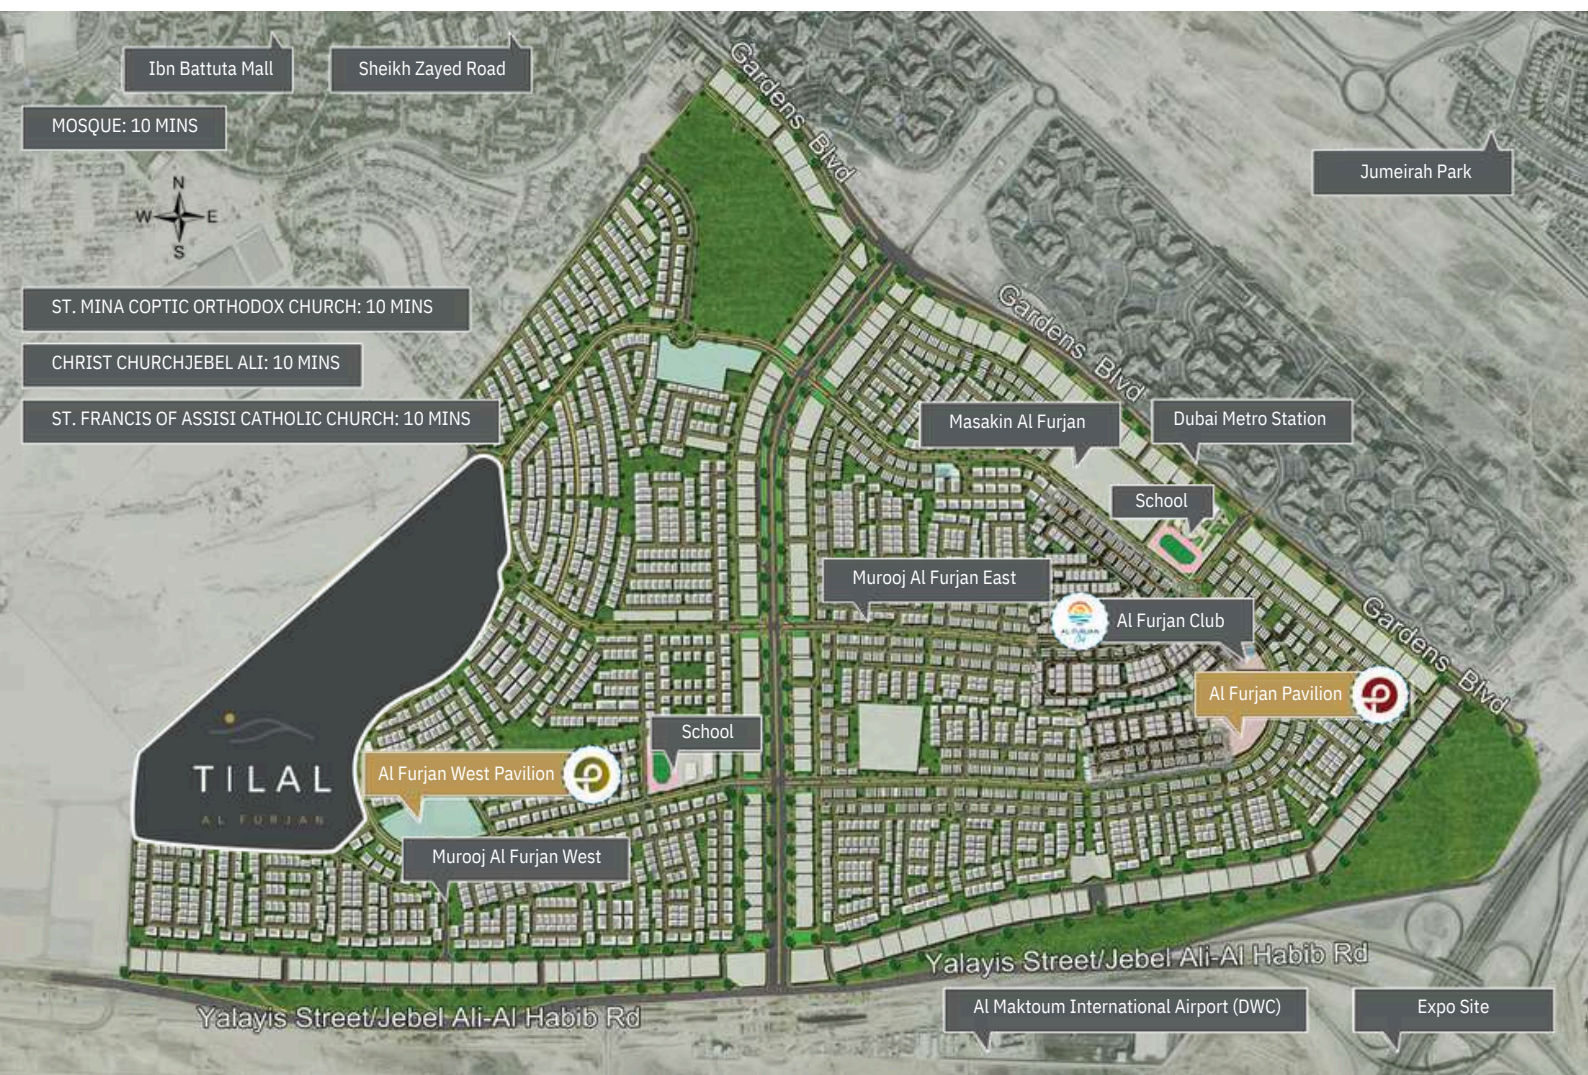 Ibn Battuta Mall
Sheikh Zayed Road
MOSQUE: 10 MINS
Gardens Blvd
Jumeirah Park
N
W
E
S
ST. MINA COPTIC ORTHODOX CHURCH: 10 MINS
Gardens Blvd
CHRIST CHURCHJEBEL ALI: 10 MINS
ST. FRANCIS OF ASSISI CATHOLIC CHURCH: 10 MINS
Masakin Al Furjan
Dubai Metro Station
School
Murooj Al Furjan East
AL FURJAN
Club
Al Furjan Club
Gardens Blvd
Al Furjan Pavilion
School
Al Furjan West Pavilion
TILAL
AL FURJAN
Murooj Al Furjan West
Yalayis Street/Jebel Ali-Al Habib Rd
Yalayis Street/Jebel Ali-Al Habib Rd
Al Maktoum International Airport (DWC)
Expo Site